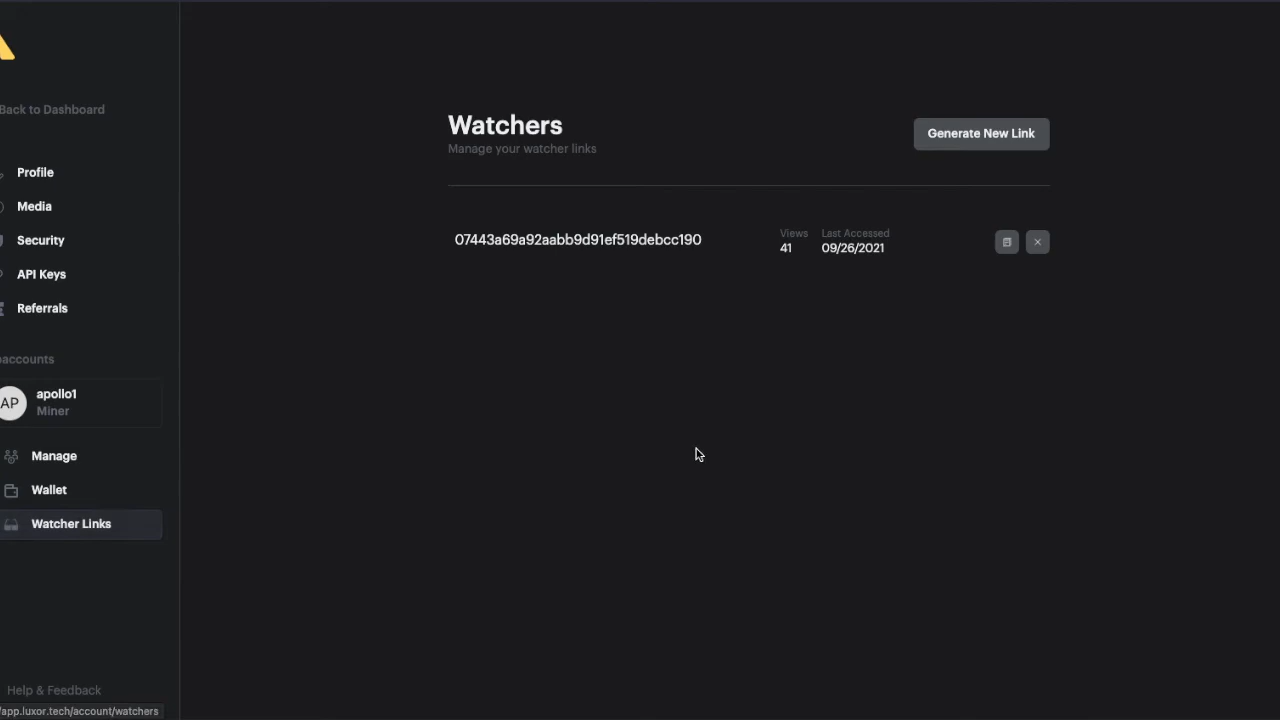 Back to Dashboard
Profile
Media
Security
API Keys
Referrals
accounts
AP
apollo1
Miner
Manage
Wallet
Watcher Links
Help & Feedback
/app.luxor.tech/account/watchers
Watchers
Manage your watcher links
Generate New Link
07443a69a92aabb9d91ef519debcc190
Views
41
Last Accessed
09/26/2021